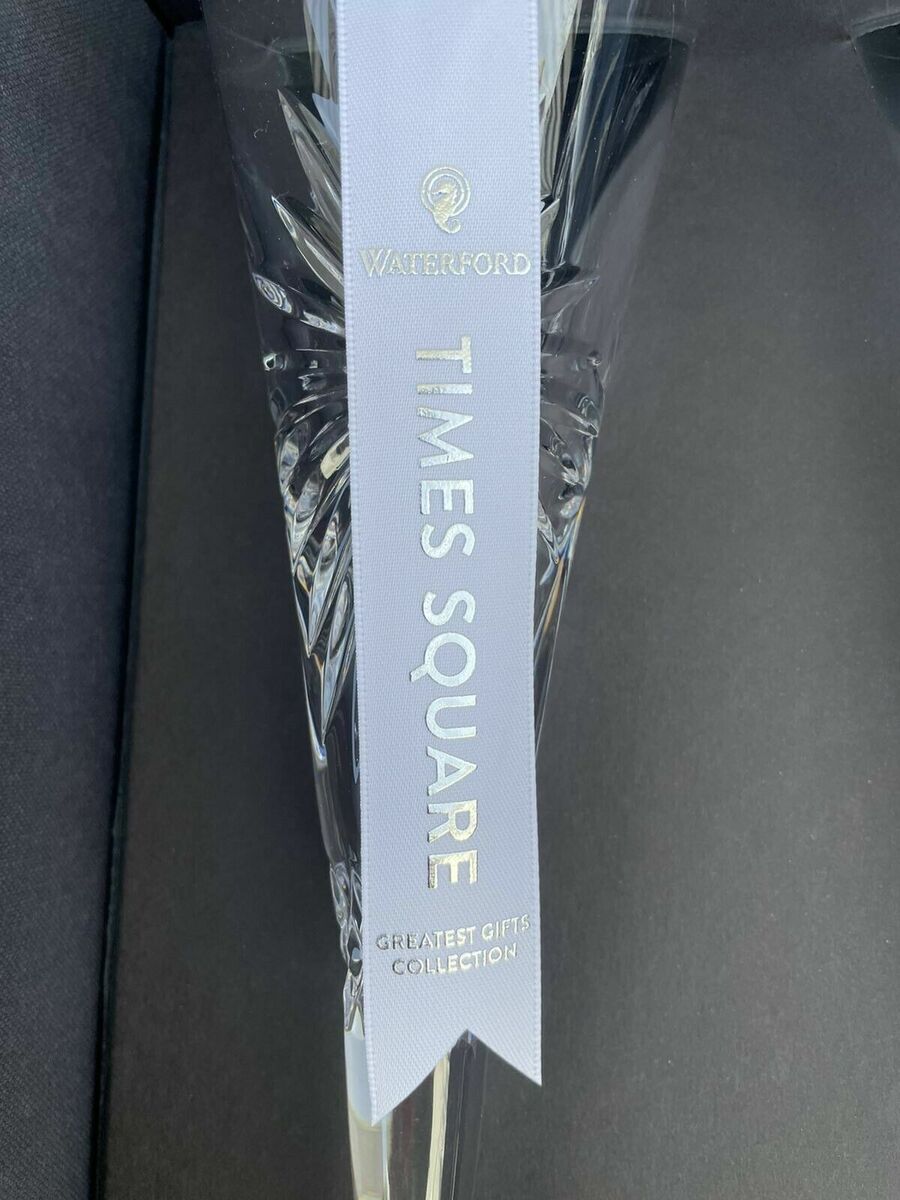 WATERFORD
TIMES SQUARE
GREATEST GIFTS
COLLECTION